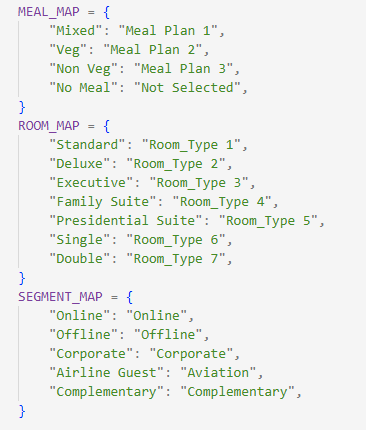 MEAL_MAP = {
    "Mixed": "Meal Plan 1",
    "Veg": "Meal Plan 2",
    "Non Veg": "Meal Plan 3",
    "No Meal": "Not Selected",
}
ROOM_MAP = {
    "Standard": "Room_Type 1",
    "Deluxe": "Room_Type 2",
    "Executive": "Room_Type 3",
    "Family Suite": "Room_Type 4",
    "Presidential Suite": "Room_Type 5",
    "Single": "Room_Type 6",
    "Double": "Room_Type 7",
}
SEGMENT_MAP = {
    "Online": "Online",
    "Offline": "Offline",
    "Corporate": "Corporate",
    "Airline Guest": "Aviation",
    "Complementary": "Complementary",
}